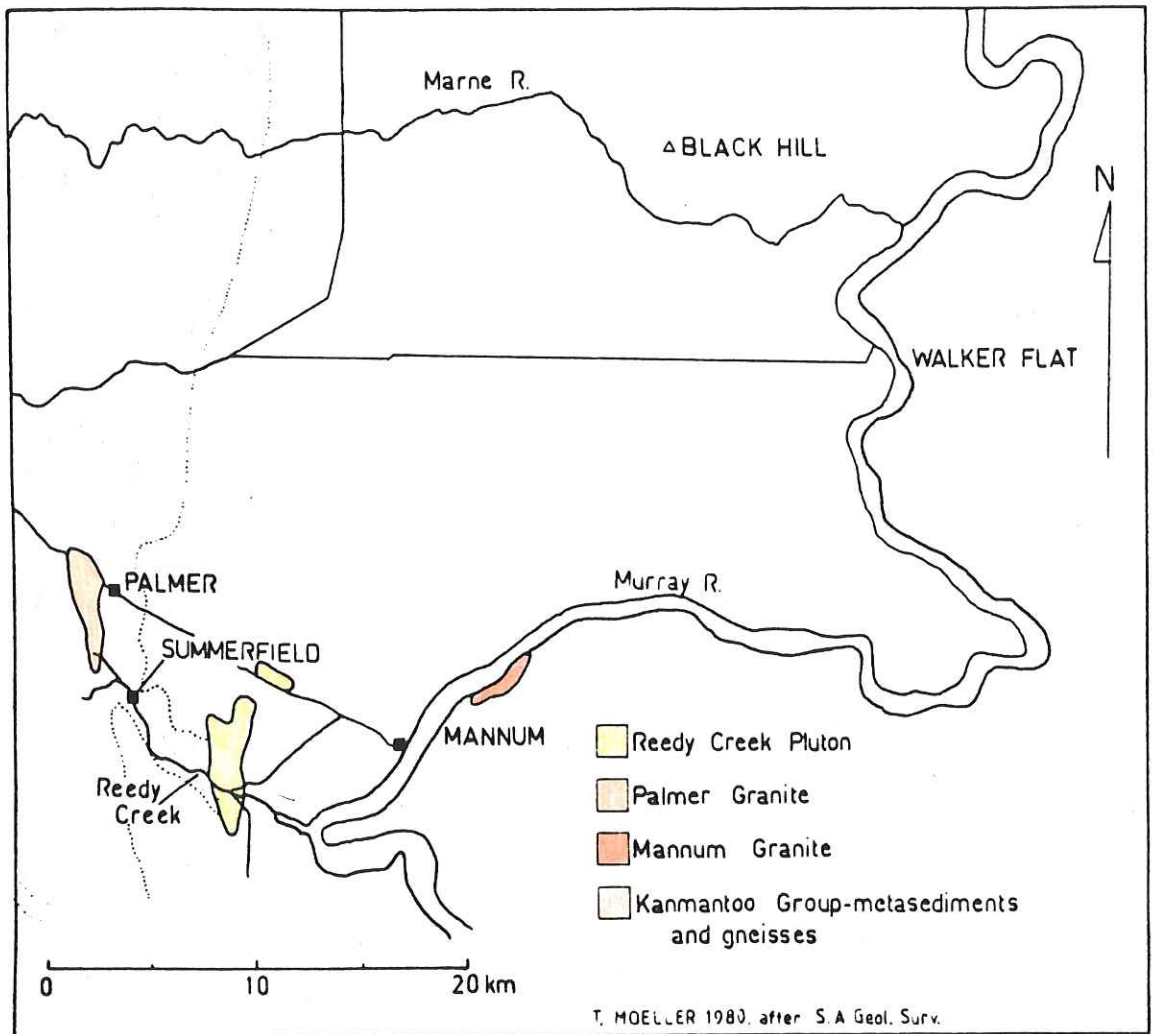 Marne R.
BLACK HILL
N
WALKER FLAT
PALMER
Murray R.
SUMMERFIELD
MANNUM
Reedy
Creek
Reedy Creek Pluton
Palmer Granite
Mannum Granite
Kanmantoo Group-metasediments
and gneisses
0 10 20 km
T. MOELLER 1980. after S.A Geol. Surv.